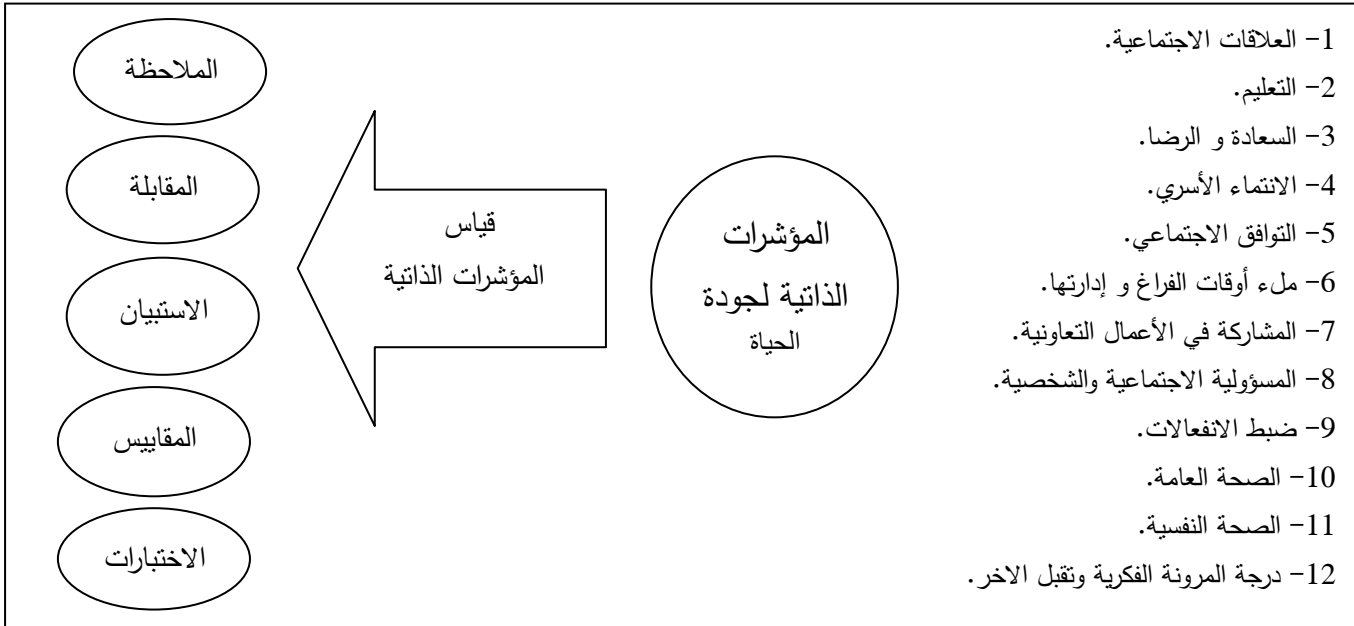 1- العلاقات الاجتماعية.
2- التعليم.
3- السعادة و الرضا.
4- الانتماء الأسري.
5- التوافق الاجتماعي.
6- ملء أوقات الفراغ و إدارتها.
7- المشاركة في الأعمال التعاونية.
8- المسؤولية الاجتماعية والشخصية.
9- ضبط الانفعالات.
10- الصحة العامة.
11- الصحة النفسية.
12- درجة المرونة الفكرية وتقبل الاخر.
المؤشرات
الذاتية لجودة
الحياة
قياس
المؤشرات الذاتية
الملاحظة
المقابلة
الاستبيان
المقاييس
الاختبارات